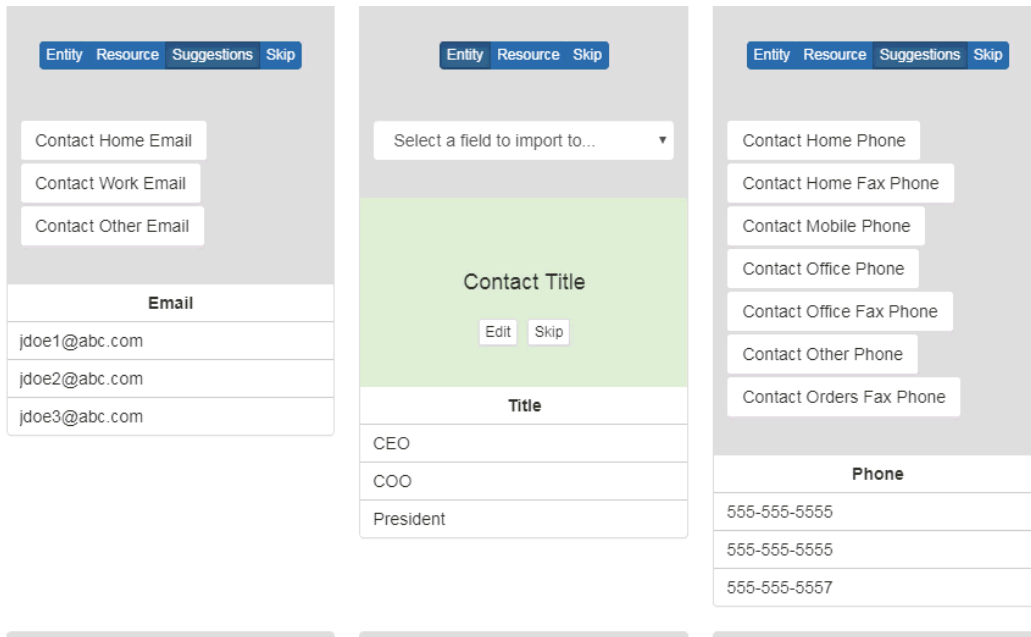 Entity Resource Suggestions Skip
Contact Home Email
Contact Work Email
Contact Other Email
Email
jdoe1@abc.com
jdoe2@abc.com
jdoe3@abc.com
Entity Resource Skip
Select a field to import to...
Contact Title
Edit Skip
Title
CEO
COO
President
Entity Resource Suggestions Skip
Contact Home Phone
Contact Home Fax Phone
Contact Mobile Phone
Contact Office Phone
Contact Office Fax Phone
Contact Other Phone
Contact Orders Fax Phone
Phone
555-555-5555
555-555-5555
555-555-5557